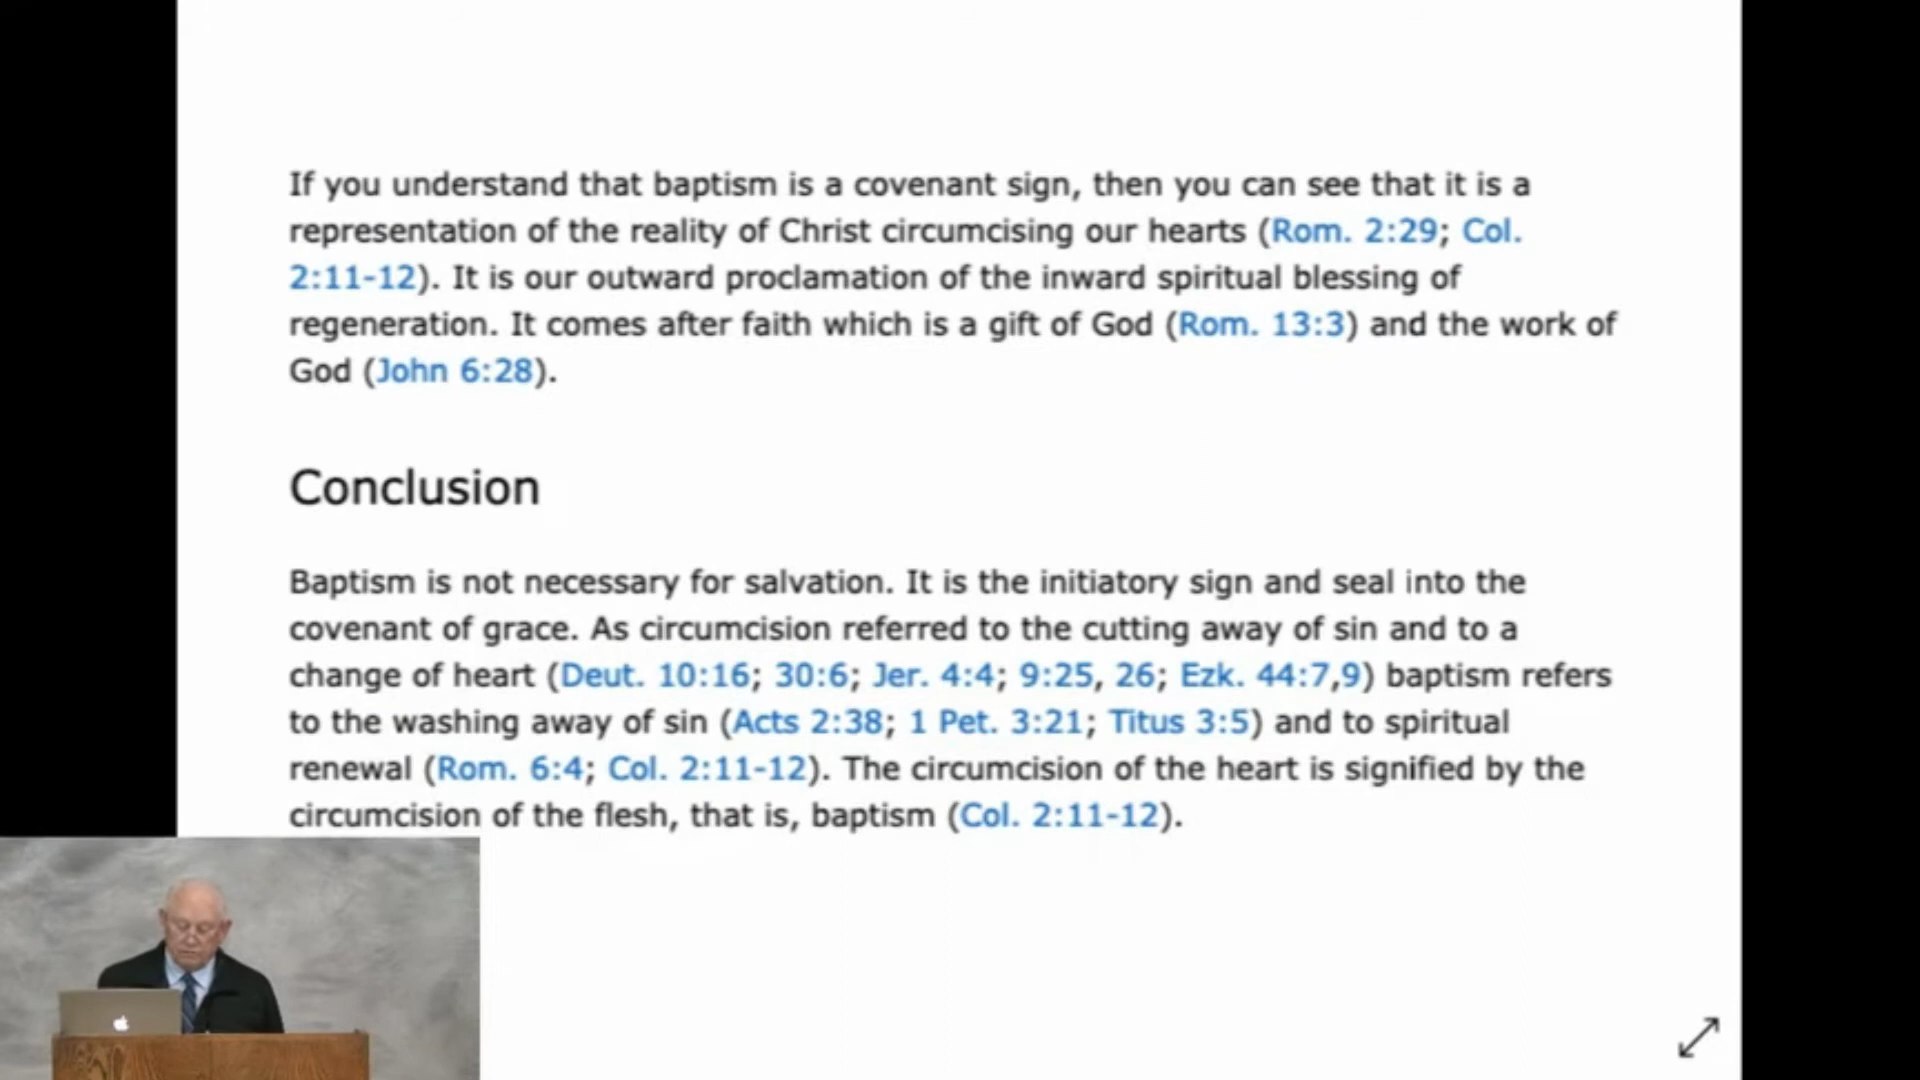 If you understand that baptism is a covenant sign, then you can see that it is a
representation of the reality of Christ circumcising our hearts (Rom. 2:29; Col.
2:11-12). It is our outward proclamation of the inward spiritual blessing of
regeneration. It comes after faith which is a gift of God (Rom. 13:3) and the work of
God (John 6:28).
Conclusion
Baptism is not necessary for salvation. It is the initiatory sign and seal into the
covenant of grace. As circumcision referred to the cutting away of sin and to a
change of heart (Deut. 10:16; 30:6; Jer. 4:4; 9:25, 26; Ezk. 44:7,9) baptism refers
to the washing away of sin (Acts 2:38; 1 Pet. 3:21; Titus 3:5) and to spiritual
renewal (Rom. 6:4; Col. 2:11-12). The circumcision of the heart is signified by the
circumcision of the flesh, that is, baptism (Col. 2:11-12).